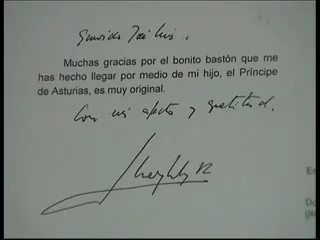 Querido José Luis:
Muchas gracias por el bonito bastón que me
has hecho llegar por medio de mi hijo, el Príncipe
de Asturias, es muy original.
Con mi afecto y gratitud.